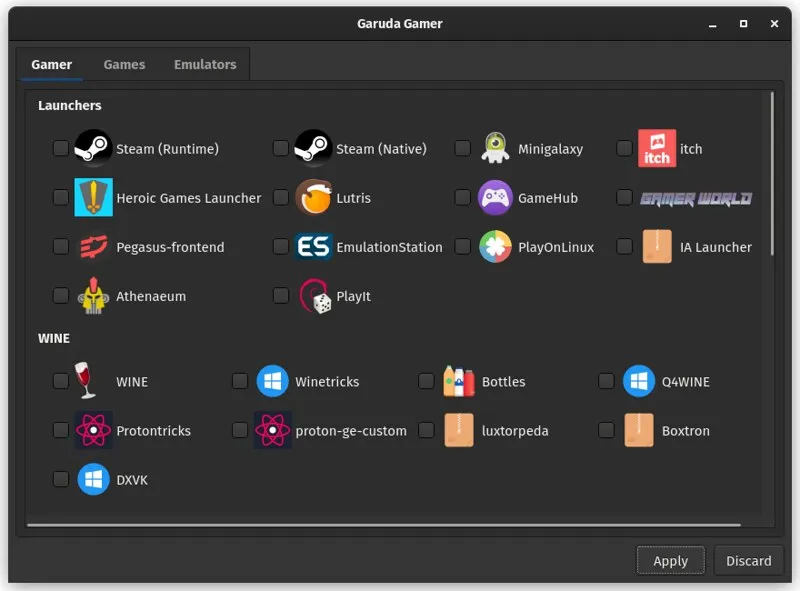 Garuda Gamer
Gamer Games Emulators
Launchers
Steam (Runtime) Steam (Native) Minigalaxy itch itch
Heroic Games Launcher Lutris GameHub GAMER WORLD
Pegasus-frontend ES EmulationStation PlayOnLinux IA Launcher
Athenaeum PlayIt
WINE
WINE Winetricks Bottles Q4WINE
Protontricks proton-ge-custom luxtorpeda Boxtron
DXVK
Apply Discard